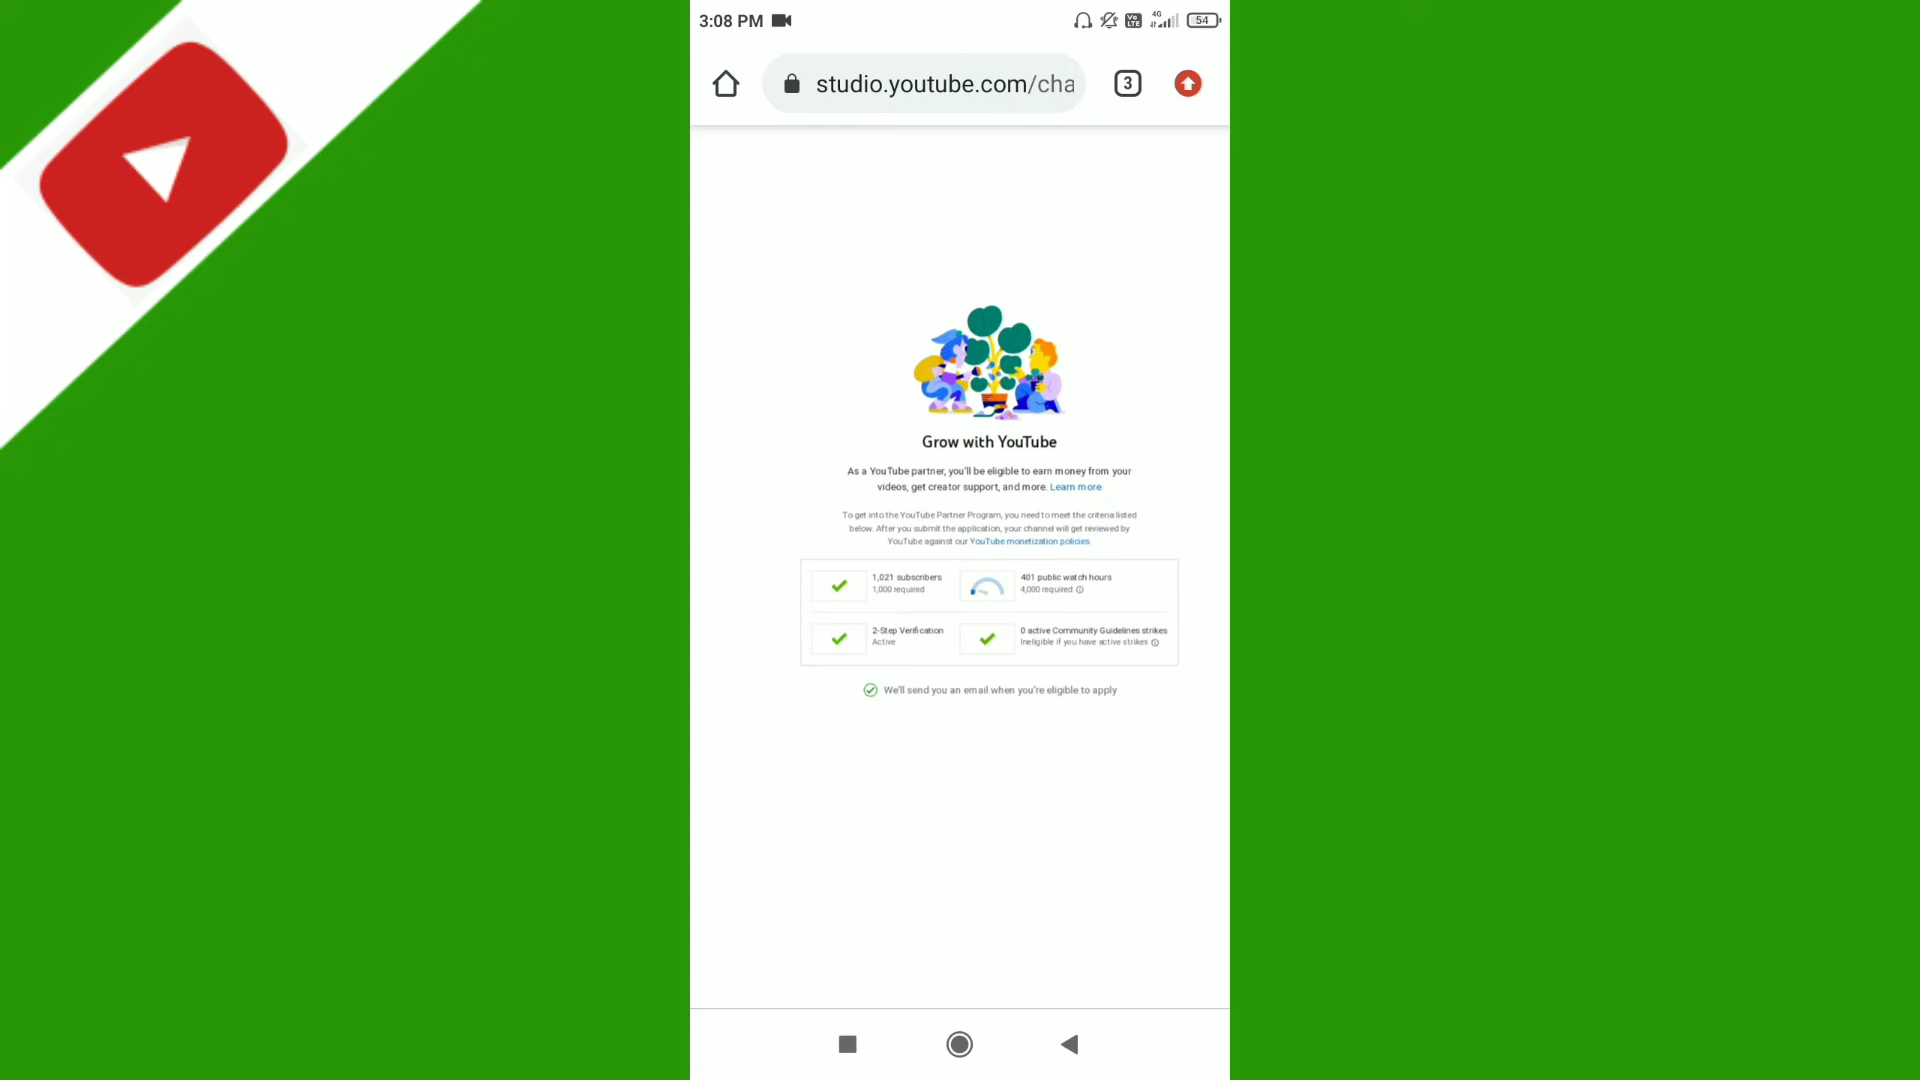 3:08 PM
Vo LTE 4G 54
studio.youtube.com/cha
3
Grow with YouTube
As a YouTube partner, you'll be eligible to earn money from your
videos, get creator support, and more. Learn more
To get into the YouTube Partner Program, you need to meet the criteria listed
below. After you submit the application, your channel will get reviewed by
YouTube against our YouTube monetization policies.
1,021 subscribers
1,000 required
401 public watch hours
4,000 required
2-Step Verification
Active
0 active Community Guidelines strikes
Ineligible if you have active strikes
We'll send you an email when you're eligible to apply